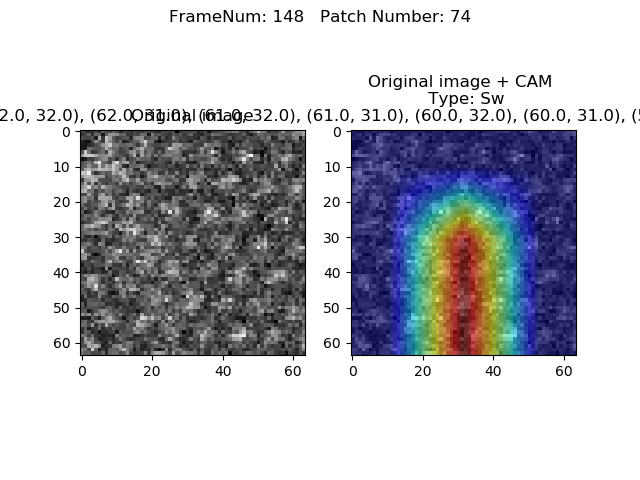 FrameNum: 148   Patch Number: 74
Original image + CAM
Type: Sw
2.0, 32.0), (62.0, 31.0), (61.0, 32.0), (61.0, 31.0), (60.0, 32.0), (60.0, 31.0), (5
Original image
0
10
20
30
40
50
60
0 20 40 60
0
10
20
30
40
50
60
0 20 40 60